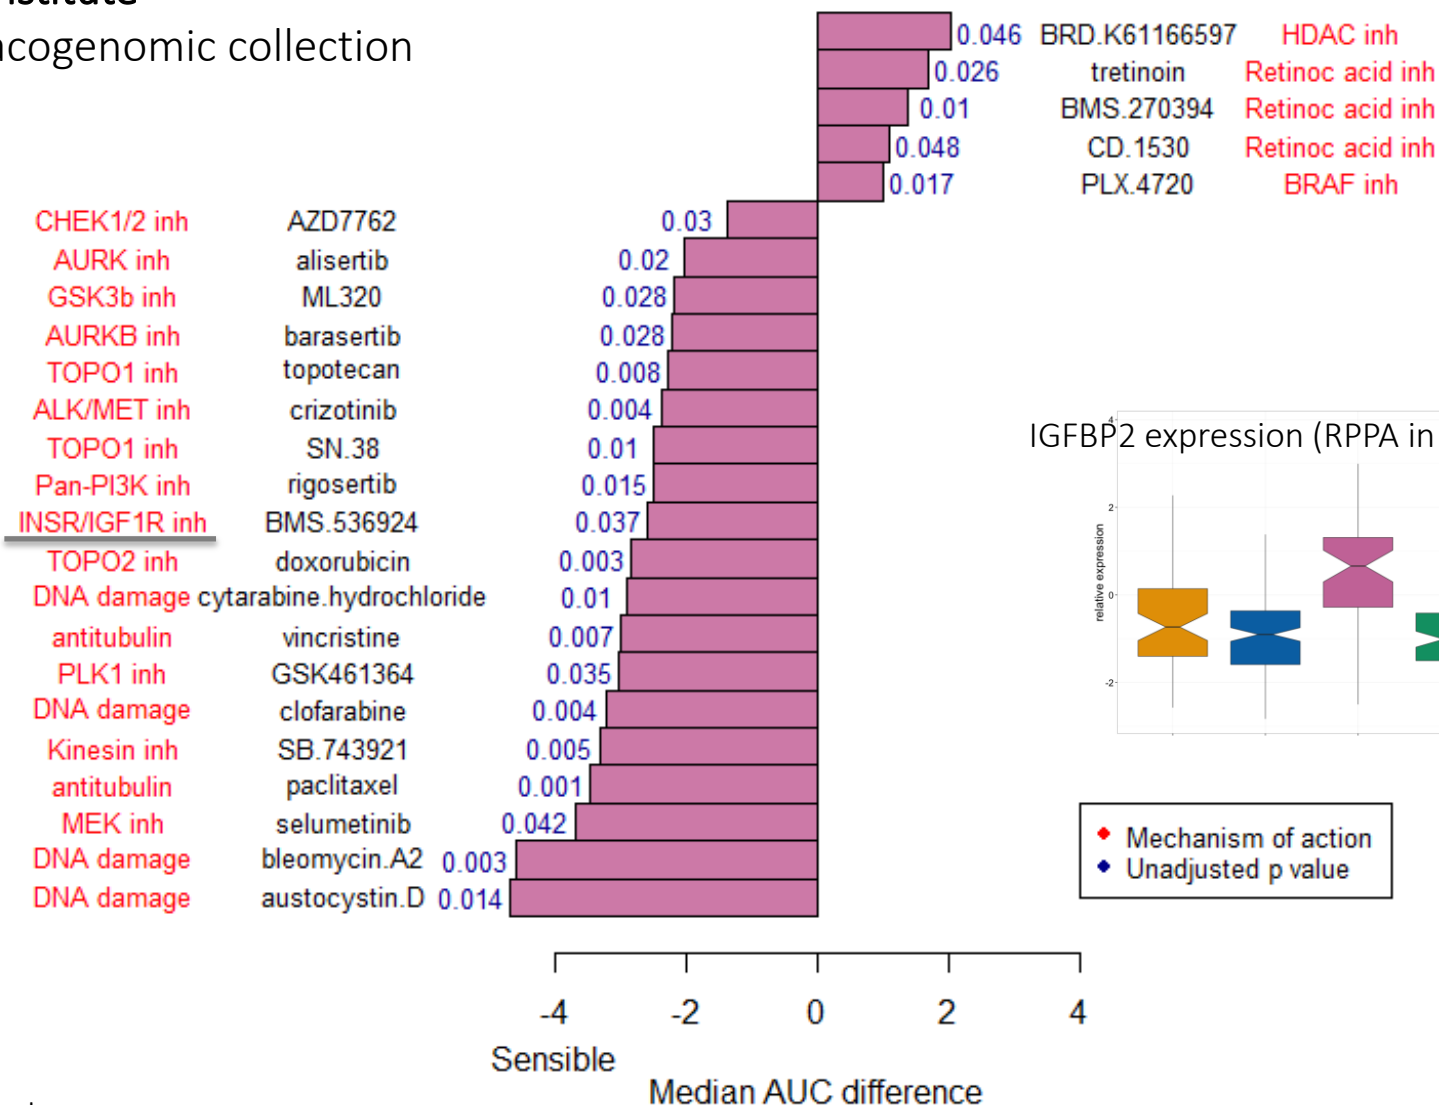 ncogenomic collection
0.046 BRD.K61166597 HDAC inh
0.026 tretinoin Retinoc acid inh
0.01 BMS.270394 Retinoc acid inh
0.048 CD.1530 Retinoc acid inh
0.017 PLX.4720 BRAF inh
CHEK1/2 inh AZD7762 0.03
AURK inh alisertib 0.02
GSK3b inh ML320 0.028
AURKB inh barasertib 0.028
TOPO1 inh topotecan 0.008
ALK/MET inh crizotinib 0.004
TOPO1 inh SN.38 0.01
Pan-PI3K inh rigosertib 0.015
INSR/IGF1R inh BMS.536924 0.037
TOPO2 inh doxorubicin 0.003
DNA damage cytarabine.hydrochloride 0.01
antitubulin vincristine 0.007
PLK1 inh GSK461364 0.035
DNA damage clofarabine 0.004
Kinesin inh SB.743921 0.005
antitubulin paclitaxel 0.001
MEK inh selumetinib 0.042
DNA damage bleomycin.A2 0.003
DNA damage austocystin.D 0.014
-4 -2 0 2 4
Sensible
Median AUC difference
IGFBP2 expression (RPPA in
4
2
0
-2
relative expression
Mechanism of action
Unadjusted p value